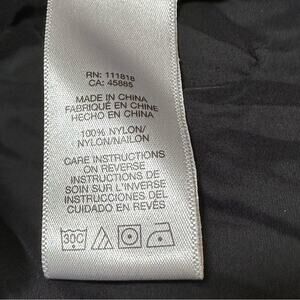 RN: 111818
CA: 45885
MADE IN CHINA
FABRIQUÉ EN CHINE
HECHO EN CHINA
100% NYLON/
NYLON/NAILON
CARE INSTRUCTIONS
ON REVERSE
INSTRUCTIONS DE
SOIN SUR L'INVERSE
INSTRUCCIONES DEL
CUIDADO EN REVÉS
30C